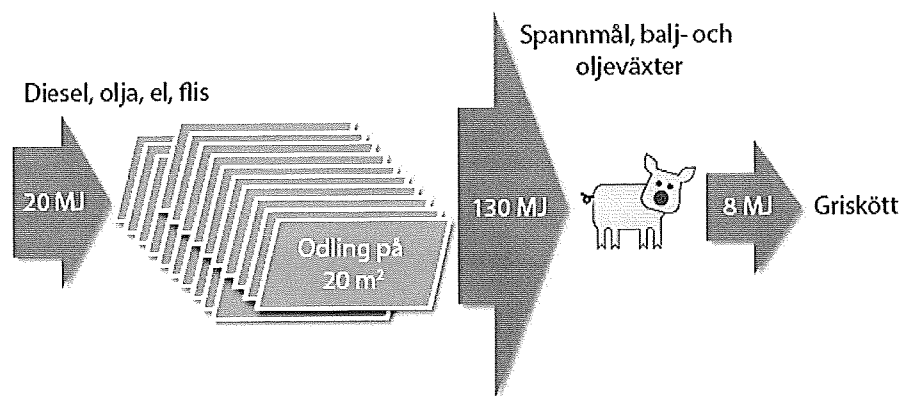 Diesel, olja, el, flis
20 MJ
Odling på
20 m²
130 MJ
Spannmål, balj- och
oljeväxter
8 MJ
Griskött